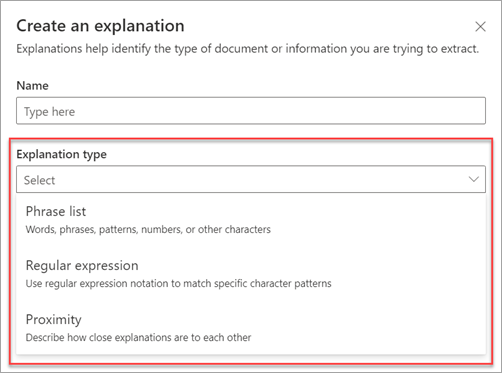 Create an explanation
Explanations help identify the type of document or information you are trying to extract.
Name
Type here
Explanation type
Select
Phrase list
Words, phrases, patterns, numbers, or other characters
Regular expression
Use regular expression notation to match specific character patterns
Proximity
Describe how close explanations are to each other